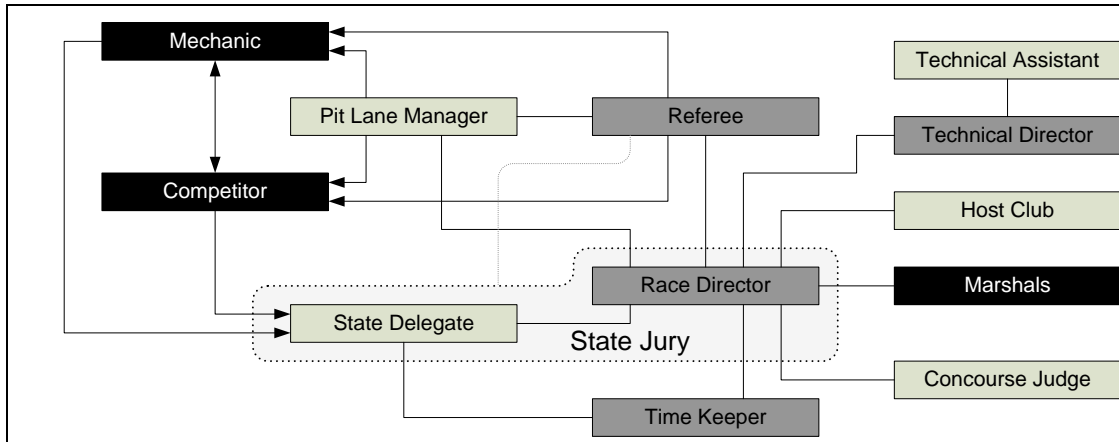 Mechanic
Technical Assistant
Pit Lane Manager
Referee
Technical Director
Competitor
Host Club
Race Director
Marshals
State Delegate
State Jury
Concourse Judge
Time Keeper